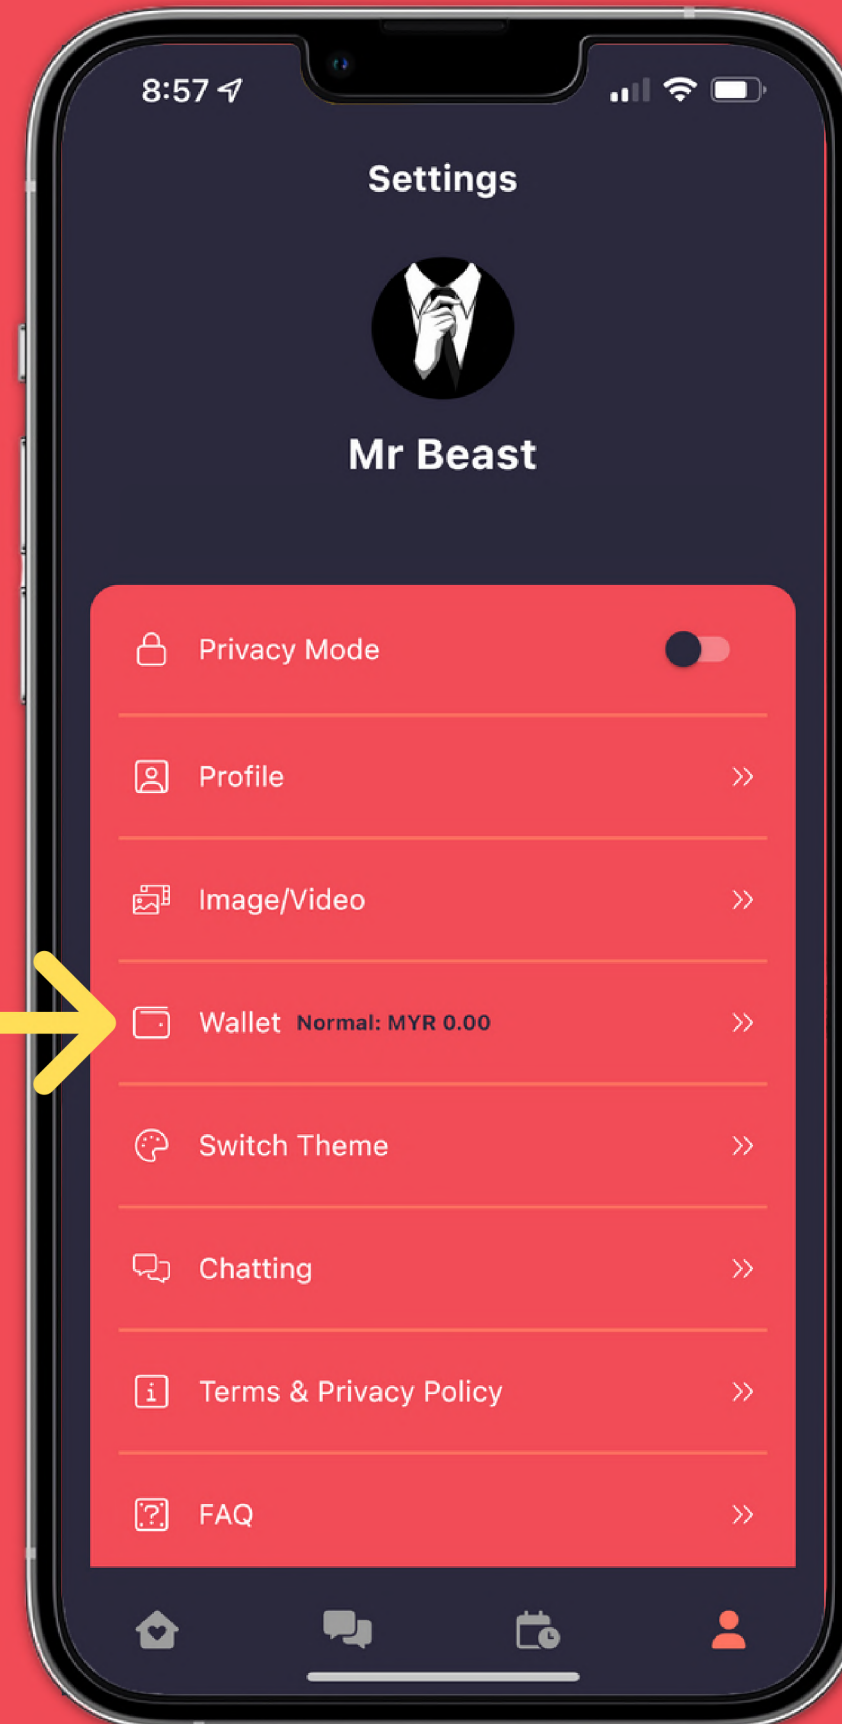 8:57
Settings
Mr Beast
Privacy Mode
Profile
Image/Video
Wallet Normal: MYR 0.00
Switch Theme
Chatting
Terms & Privacy Policy
FAQ